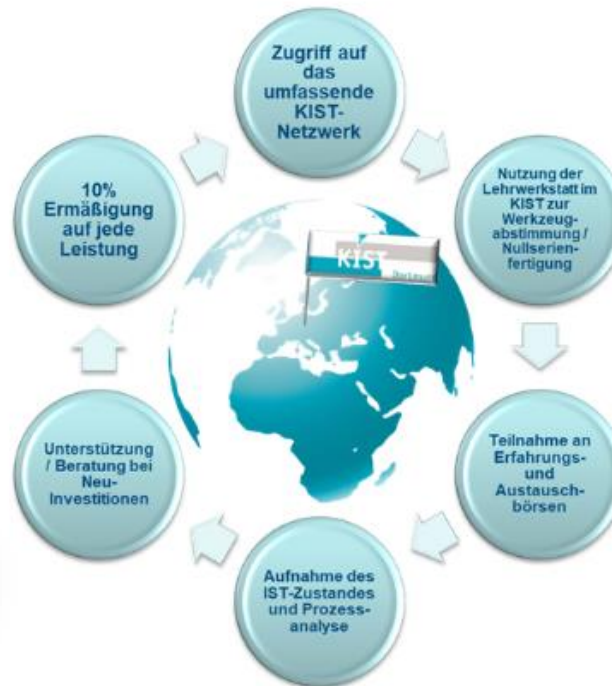 Zugriff auf
das
umfassende
KIST-
Netzwerk
Nutzung der
Lehrwerkstatt im
KIST zur
Werkzeug-
abstimmung /
Nullserien-
fertigung
Teilnahme an
Erfahrungs-
und
Austausch-
börsen
Aufnahme des
IST-Zustandes
und Prozess-
analyse
Unterstützung
/ Beratung bei
Neu-
Investitionen
10%
Ermäßigung
auf jede
Leistung
KIST
Dortmund